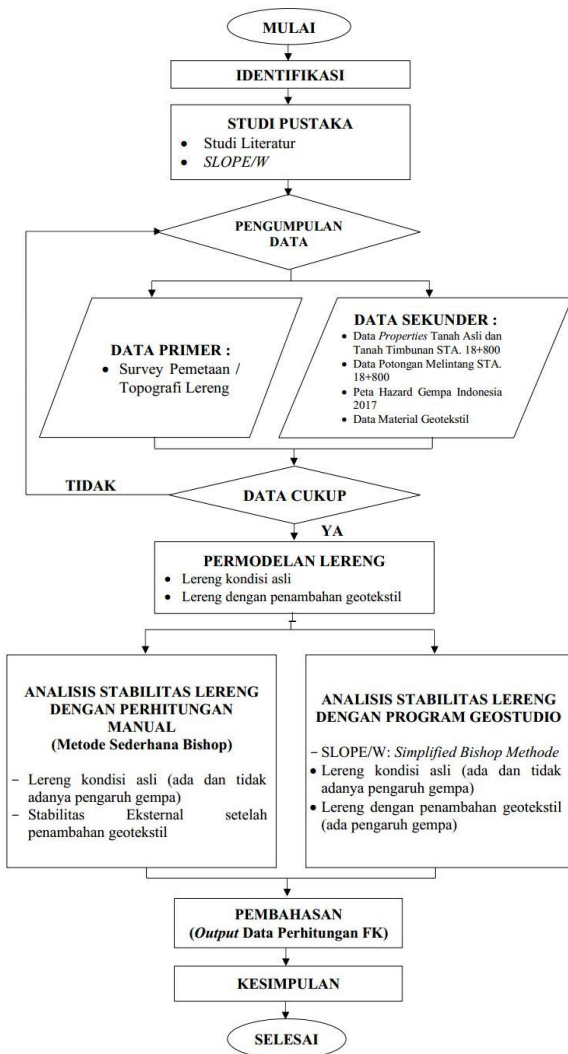 MULAI
IDENTIFIKASI
STUDI PUSTAKA
• Studi Literatur
• SLOPE/W
PENGUMPULAN
DATA
DATA PRIMER :
• Survey Pemetaan /
Topografi Lereng
DATA SEKUNDER :
• Data Properties Tanah Asli dan
Tanah Timbunan STA. 18+800
• Data Potongan Melintang STA.
18+800
• Peta Hazard Gempa Indonesia
2017
• Data Material Geotekstil
TIDAK
DATA CUKUP
YA
PERMODELAN LERENG
• Lereng kondisi asli
• Lereng dengan penambahan geotekstil
ANALISIS STABILITAS LERENG
DENGAN PERHITUNGAN
MANUAL
(Metode Sederhana Bishop)
− Lereng kondisi asli (ada dan tidak
adanya pengaruh gempa)
− Stabilitas Eksternal setelah
penambahan geotekstil
ANALISIS STABILITAS LERENG
DENGAN PROGRAM GEOSTUDIO
− SLOPE/W: Simplified Bishop Methode
• Lereng kondisi asli (ada dan tidak
adanya pengaruh gempa)
• Lereng dengan penambahan geotekstil
(ada pengaruh gempa)
PEMBAHASAN
(Output Data Perhitungan FK)
KESIMPULAN
SELESAI